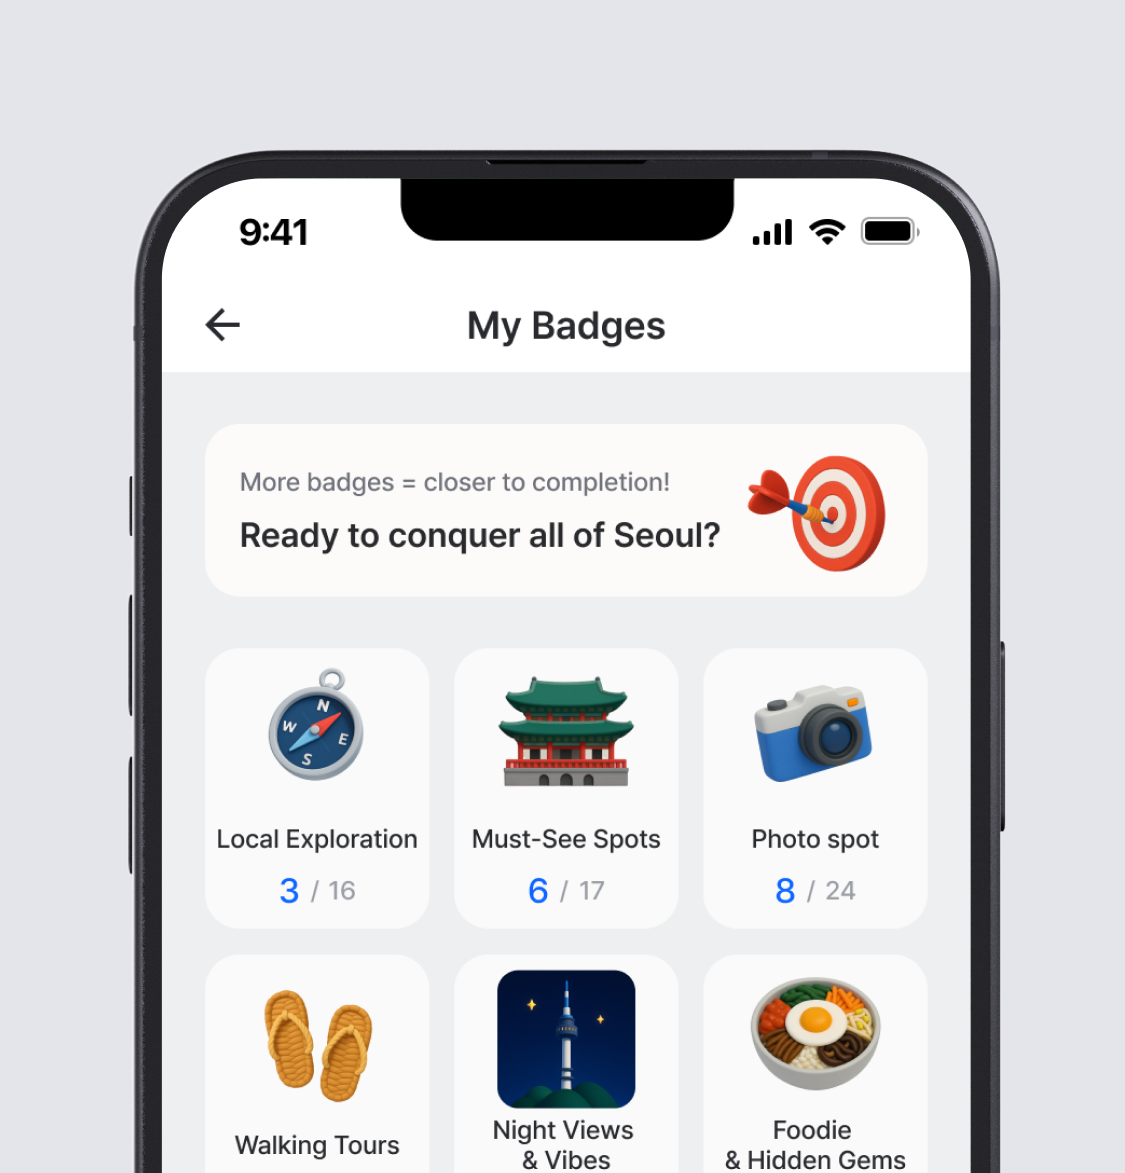 9:41
My Badges
More badges = closer to completion!
Ready to conquer all of Seoul?
N
W
E
S
Local Exploration
3 / 16
Must-See Spots
6 / 17
Photo spot
8 / 24
Walking Tours
Night Views
& Vibes
Foodie
& Hidden Gems